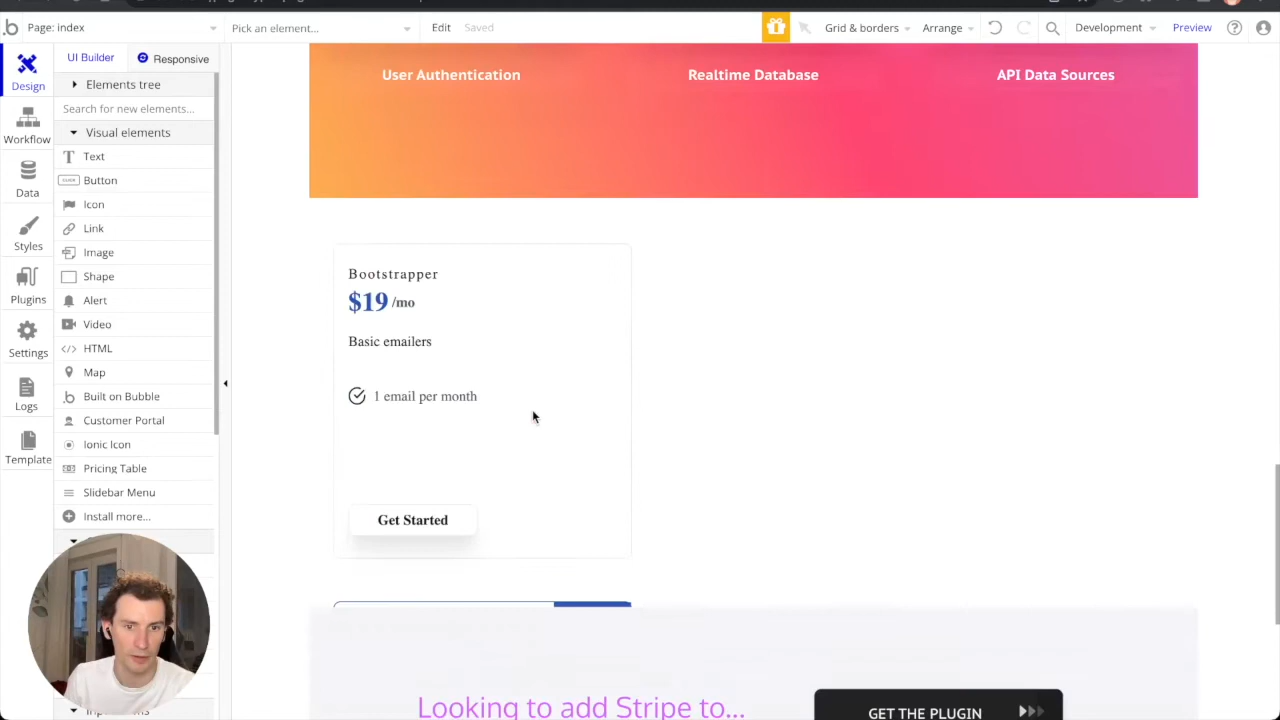 Page: index
Pick an element...
Edit
Saved
Grid & borders
Arrange
Development
Preview
Design
Workflow
Data
Styles
Plugins
Settings
Logs
Template
UI Builder
Responsive
Elements tree
Search for new elements...
Visual elements
Text
CLICK
Button
Icon
Link
Image
Shape
Alert
Video
HTML
Map
Built on Bubble
Customer Portal
Ionic Icon
Pricing Table
Slidebar Menu
Install more...
User Authentication
Realtime Database
API Data Sources
Bootstrapper
$19 /mo
Basic emailers
1 email per month
Get Started
Looking to add Stripe to...
GET THE PLUGIN